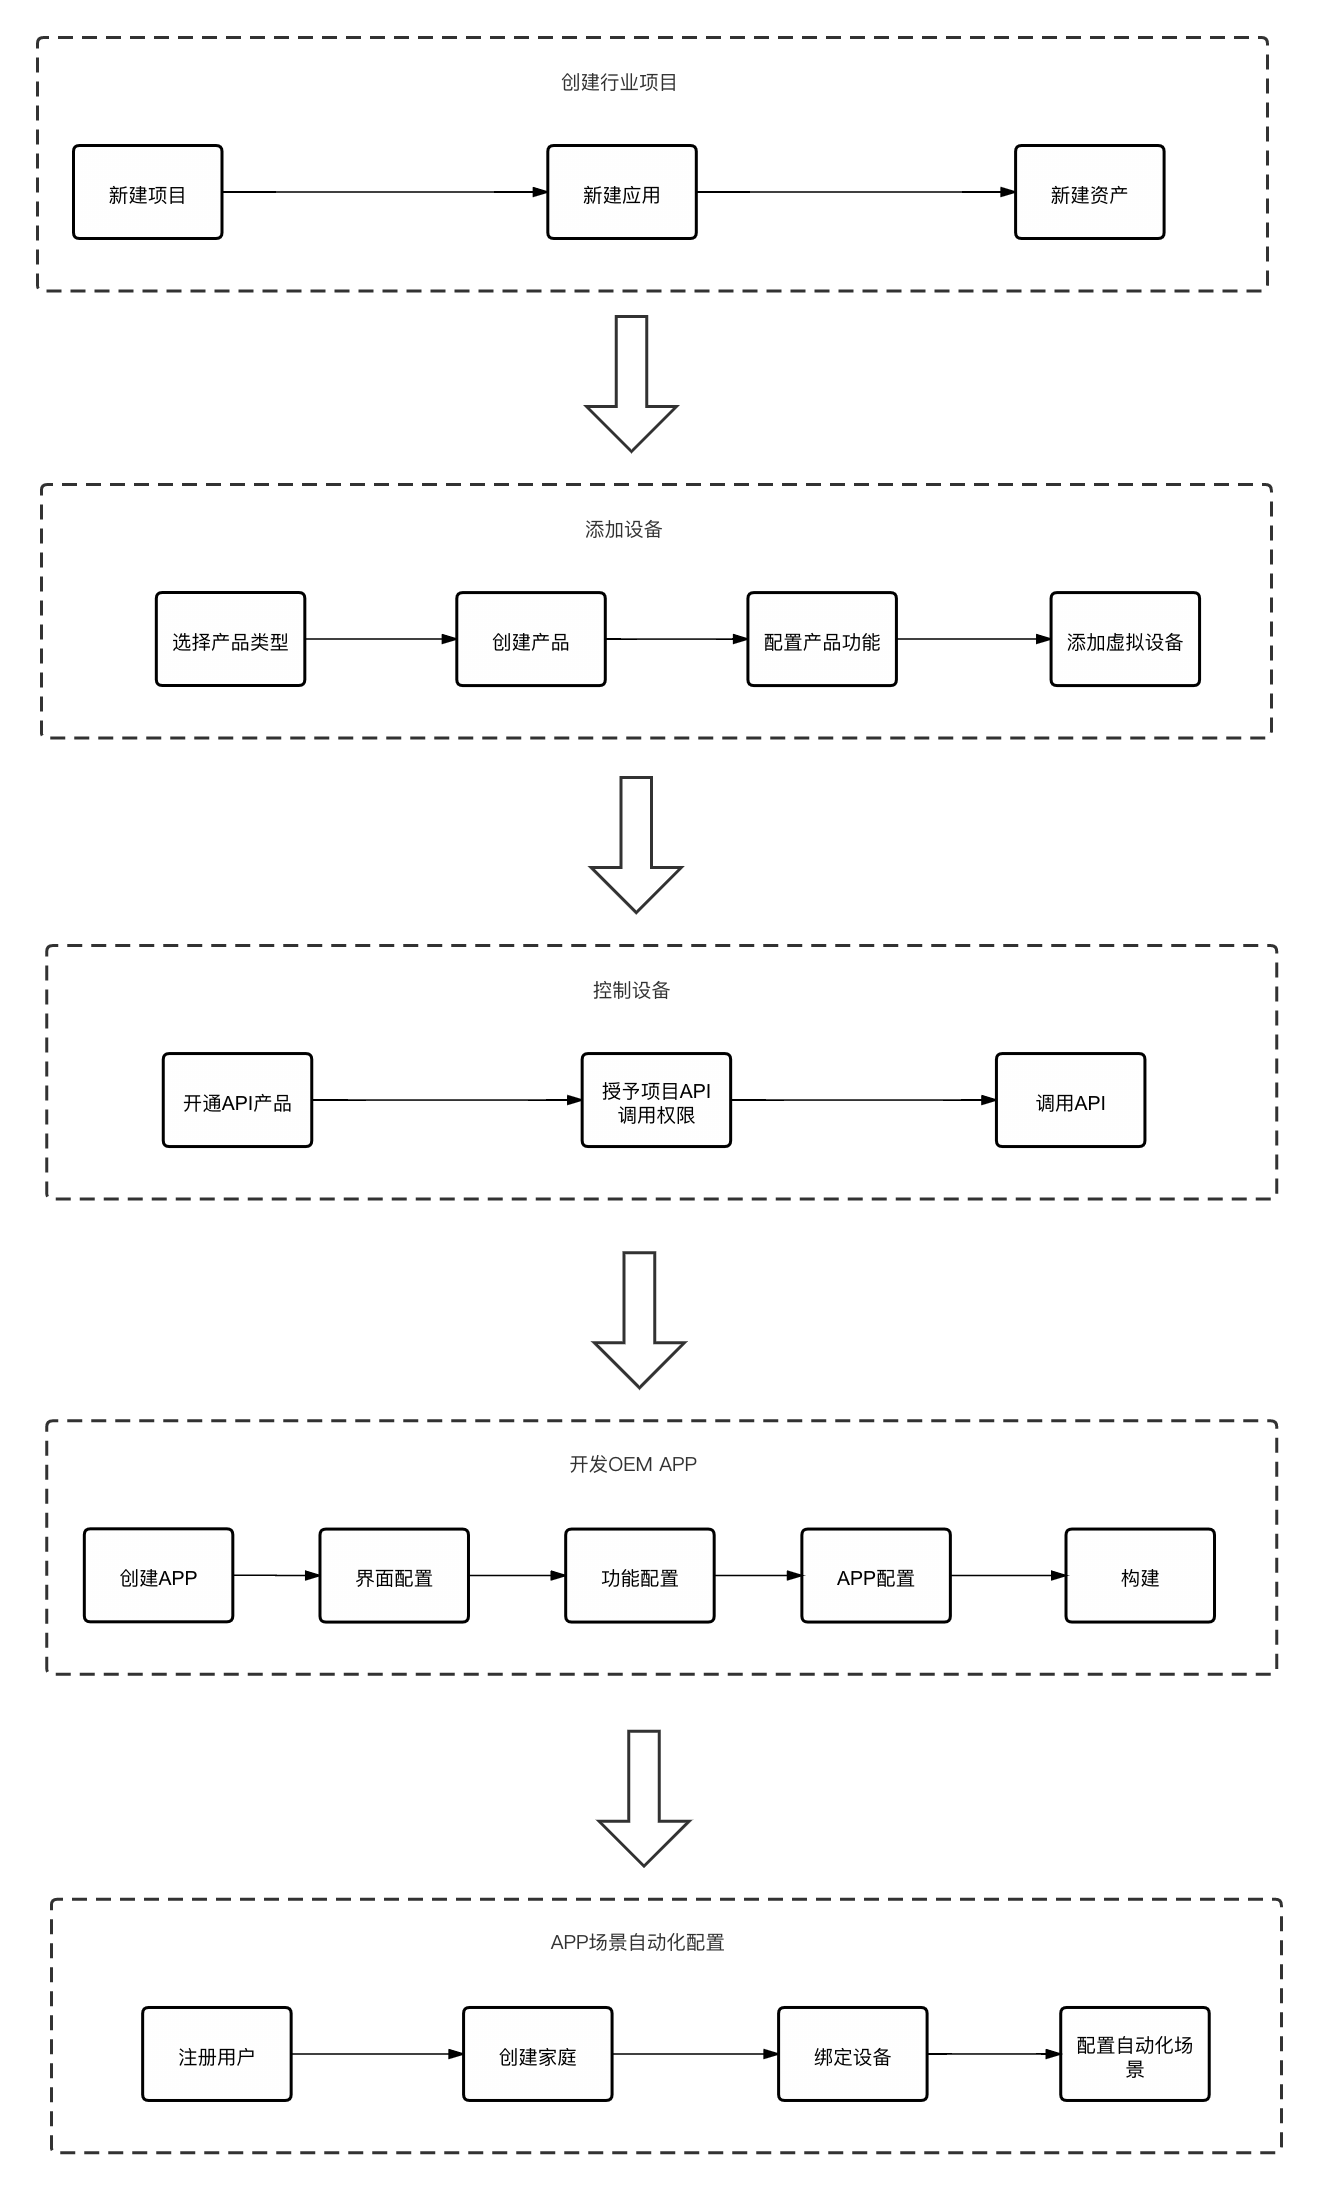 创建行业项目
新建项目
新建应用
新建资产
添加设备
选择产品类型
创建产品
配置产品功能
添加虚拟设备
控制设备
开通API产品
授予项目API
调用权限
调用API
开发OEM APP
创建APP
界面配置
功能配置
APP配置
构建
APP场景自动化配置
注册用户
创建家庭
绑定设备
配置自动化场
景